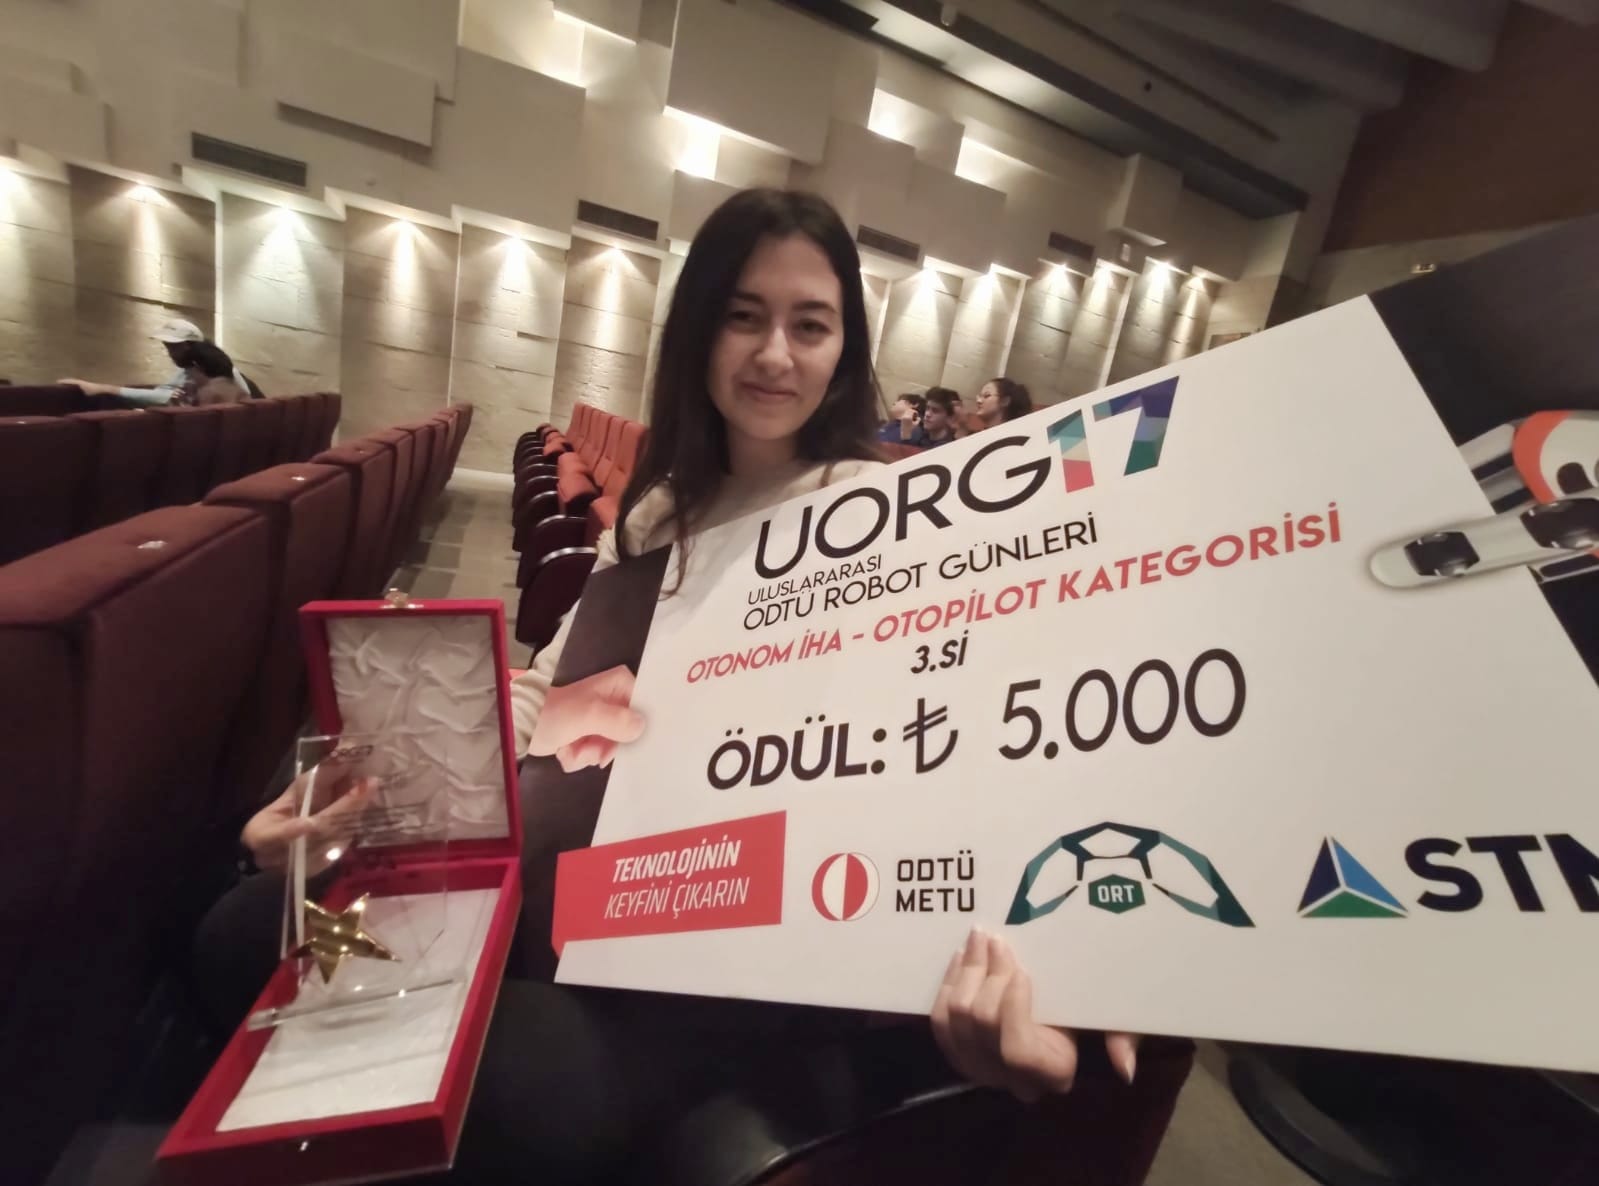 UORG17
ULUSLARARASI
ODTÜ ROBOT GÜNLERİ
OTONOM İHA - OTOPİLOT KATEGORİSİ
3.Sİ
ÖDÜL: ₺ 5.000
TEKNOLOJİNİN
KEYFİNİ ÇIKARIN
ODTÜ
METU
ORT
STM
UORG17